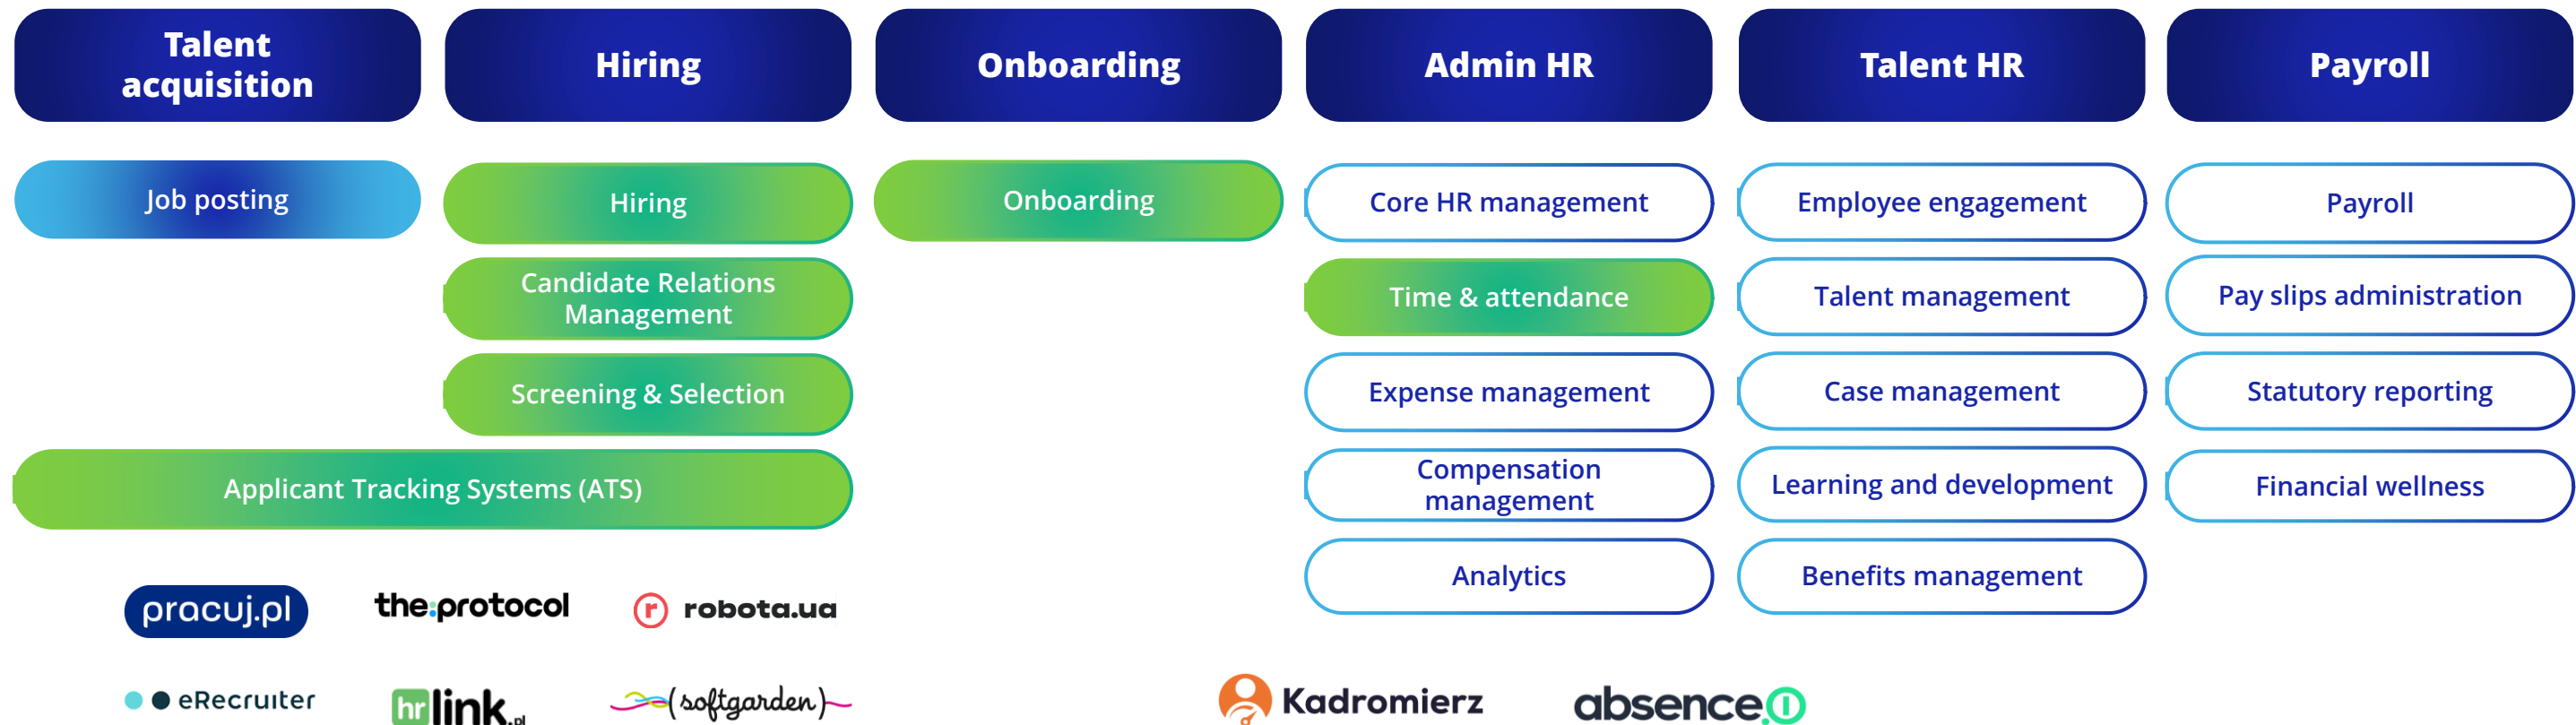 Talent
acquisition
Hiring
Onboarding
Admin HR
Talent HR
Payroll
Job posting
Hiring
Onboarding
Core HR management
Employee engagement
Payroll
Candidate Relations
Management
Time & attendance
Talent management
Pay slips administration
Screening & Selection
Expense management
Case management
Statutory reporting
Applicant Tracking Systems (ATS)
Compensation
management
Learning and development
Financial wellness
Analytics
Benefits management
pracuj.pl
the:protocol
r robota.ua
eRecruiter
hrlink.pl
(softgarden)
Kadromierz
absence.io